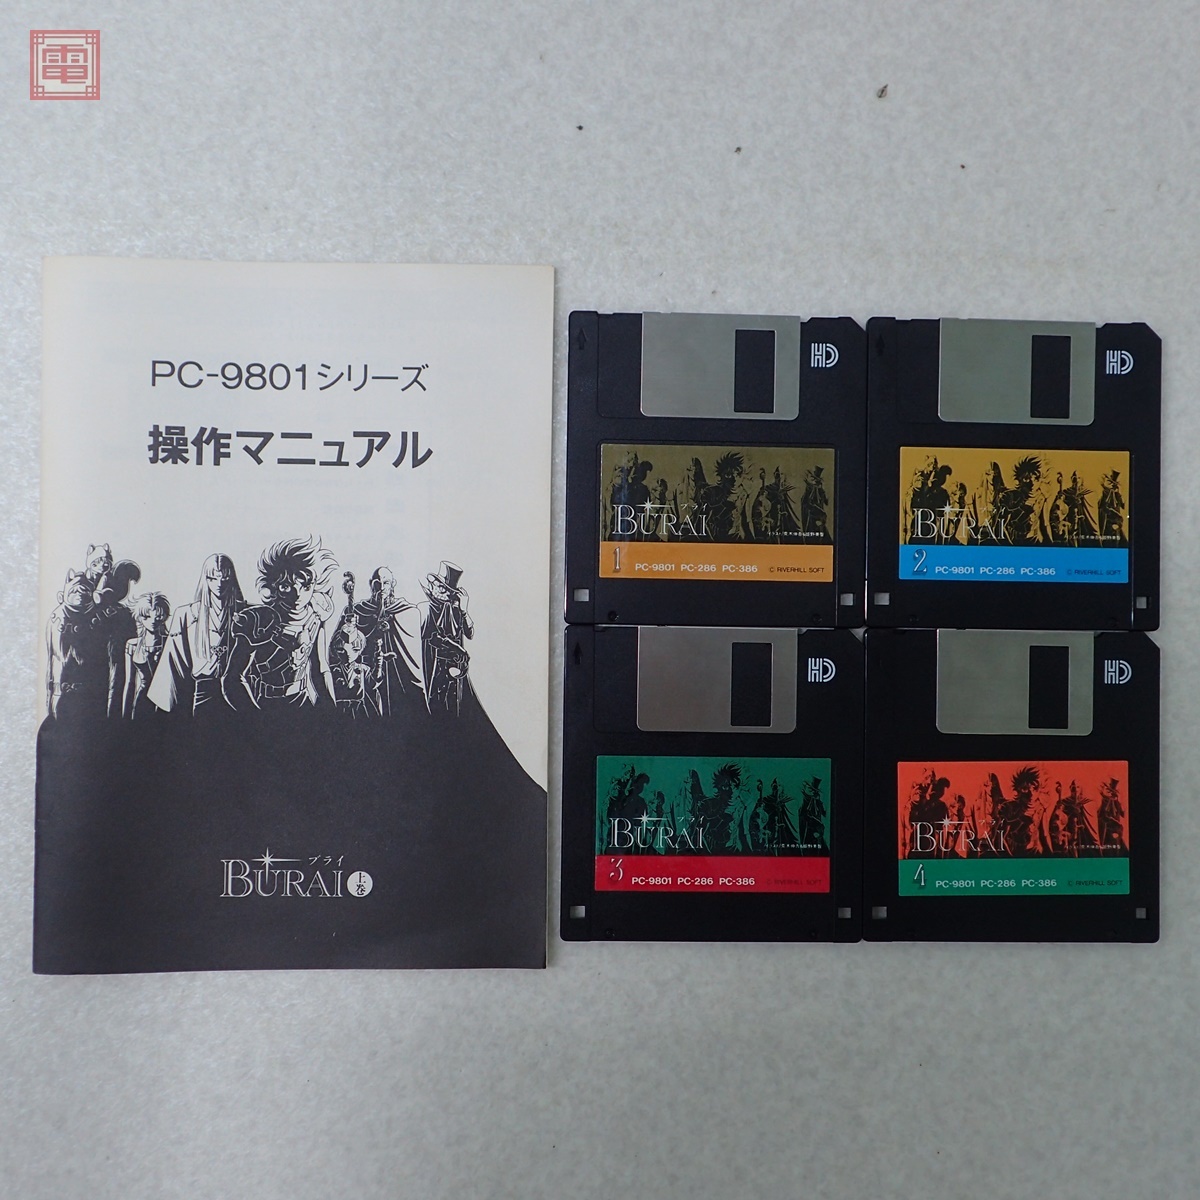 電
PC-9801シリーズ
操作マニュアル
ブライ
BURAI 上巻
HD
ブライ
BURAI
1 PC-9801 PC-286 PC-386 © RIVERHILL SOFT
HD
ブライ
BURAI
2 PC-9801 PC-286 PC-386 © RIVERHILL SOFT
HD
ブライ
BURAI
3 PC-9801 PC-286 PC-386
HD
ブライ
BURAI
4 PC-9801 PC-286 PC-386 © RIVERHILL SOFT